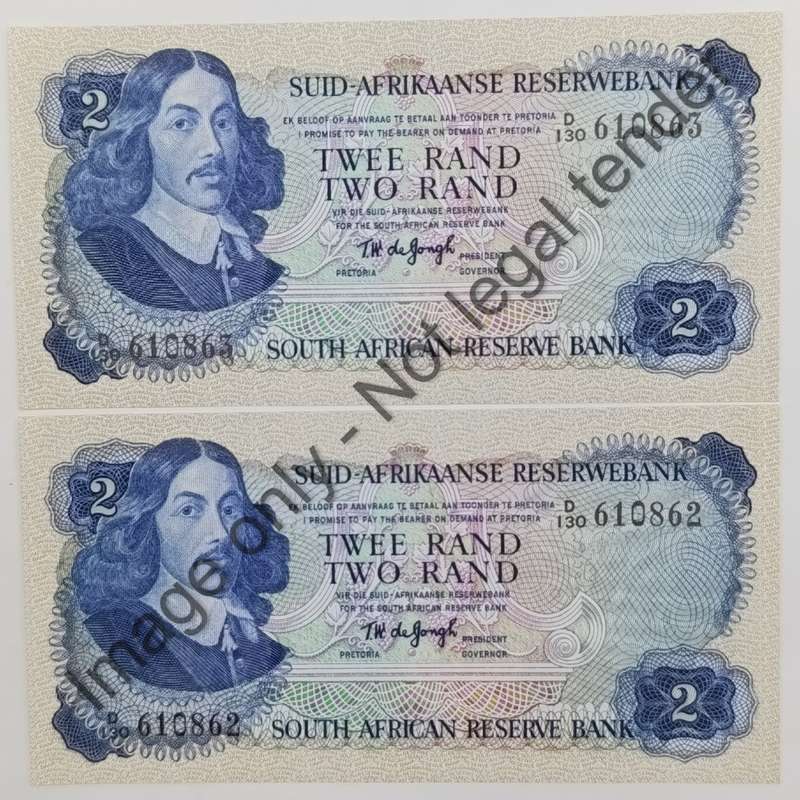 2
SUID-AFRIKAANSE RESERWEBANK
EK BELOOF OP AANVRAAG TE BETAAL AAN TOONDER TE PRETORIA
I PROMISE TO PAY THE BEARER ON DEMAND AT PRETORIA
D/130 610863
TWEE RAND
TWO RAND
VIR DIE SUID-AFRIKAANSE RESERWEBANK
FOR THE SOUTH AFRICAN RESERVE BANK
T.W. de Jongh
PRESIDENT
PRETORIA GOVERNOR
2
D/130 610863
SOUTH AFRICAN RESERVE BANK
2
SUID-AFRIKAANSE RESERWEBANK
EK BELOOF OP AANVRAAG TE BETAAL AAN TOONDER TE PRETORIA
I PROMISE TO PAY THE BEARER ON DEMAND AT PRETORIA
D/130 610862
TWEE RAND
TWO RAND
VIR DIE SUID-AFRIKAANSE RESERWEBANK
FOR THE SOUTH AFRICAN RESERVE BANK
T.W. de Jongh
PRESIDENT
PRETORIA GOVERNOR
2
D/130 610862
SOUTH AFRICAN RESERVE BANK
Image only - Not legal tender